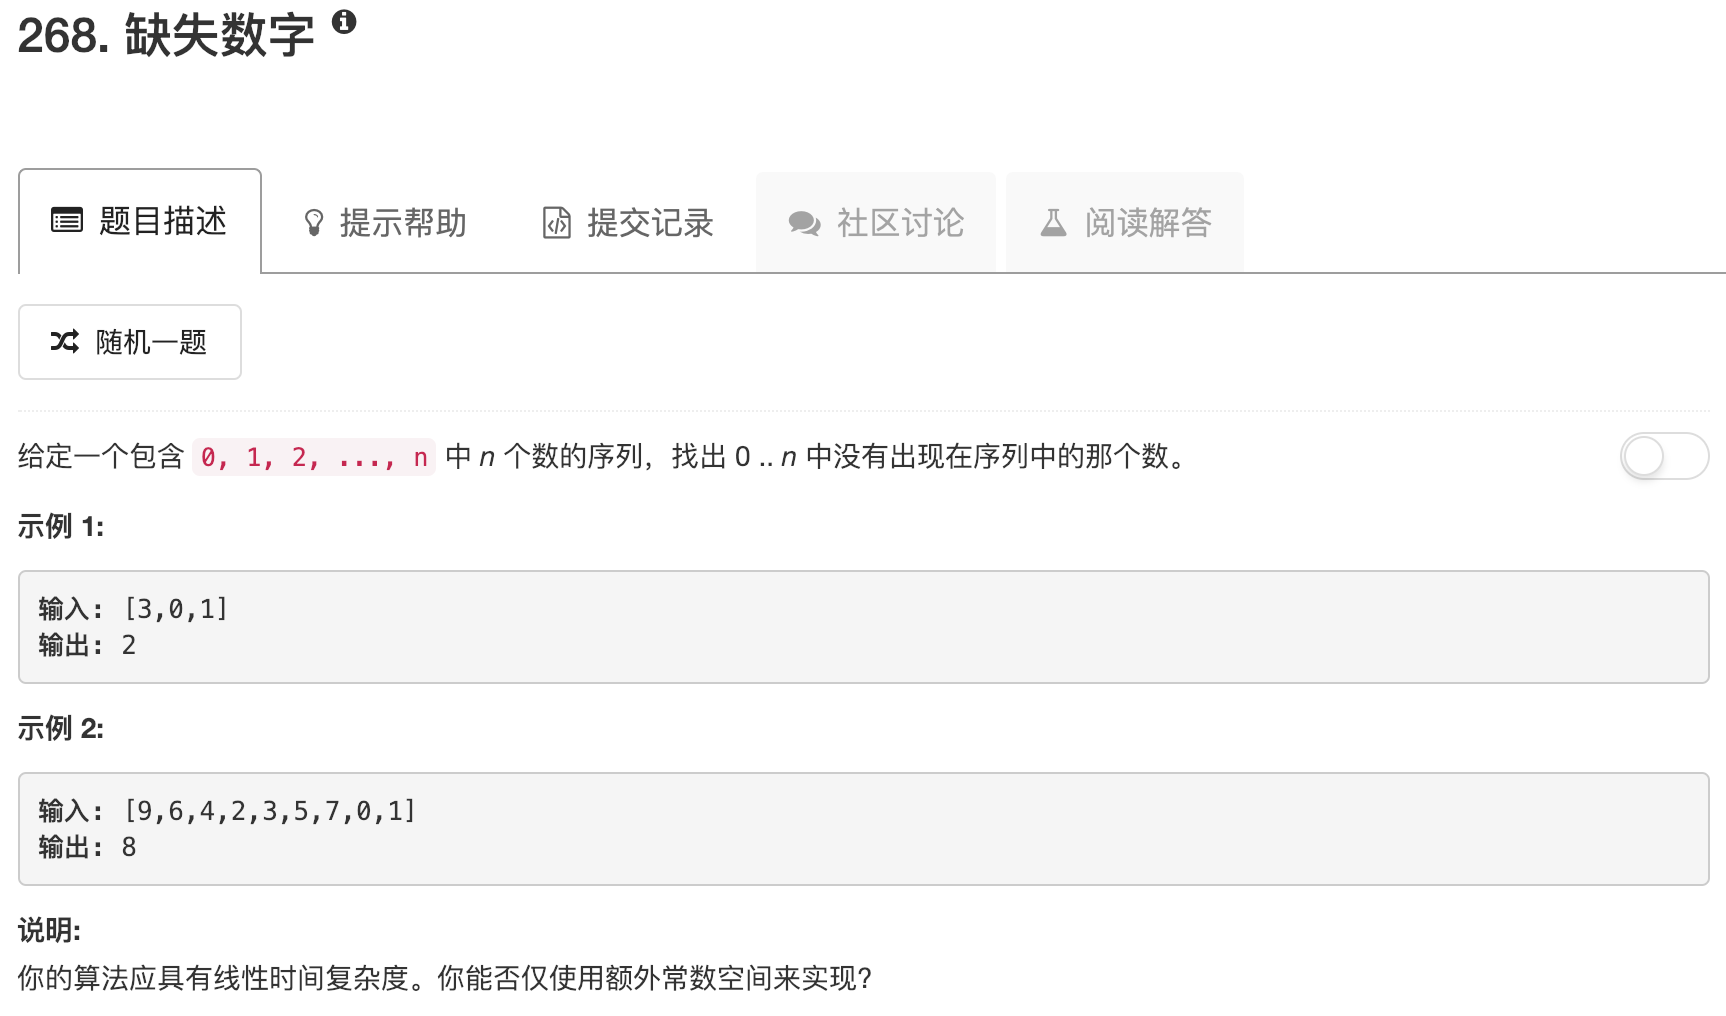 268. 缺失数字
题目描述 提示帮助 提交记录 社区讨论 阅读解答
随机一题
给定一个包含 0, 1, 2, ..., n 中 n 个数的序列，找出 0 .. n 中没有出现在序列中的那个数。
示例 1:
输入: [3,0,1]
输出: 2
示例 2:
输入: [9,6,4,2,3,5,7,0,1]
输出: 8
说明:
你的算法应具有线性时间复杂度。你能否仅使用额外常数空间来实现?